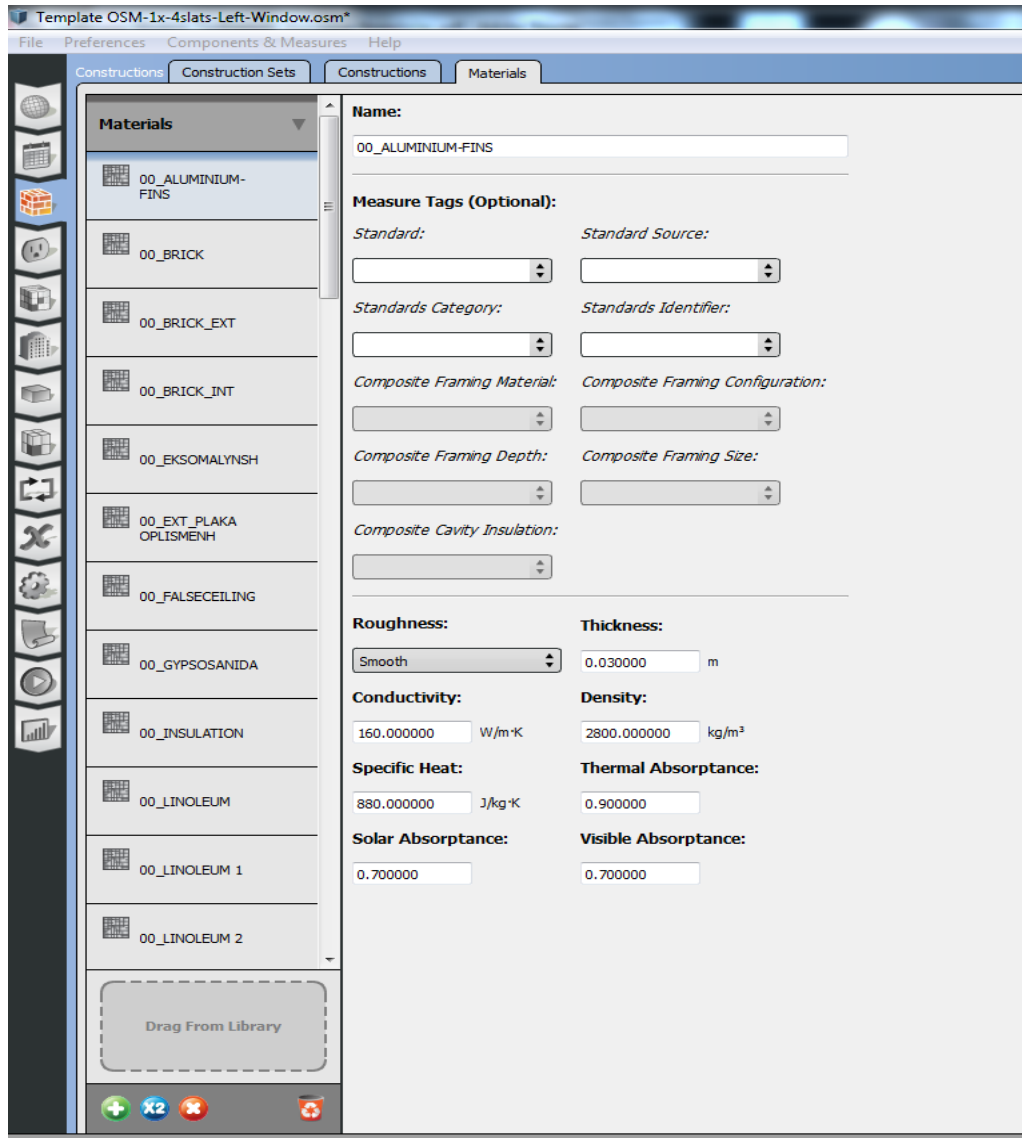 Template OSM-1x-4slats-Left-Window.osm*
File Preferences Components & Measures Help
Constructions Construction Sets Constructions Materials
Materials
00_ALUMINIUM-
FINS
00_BRICK
00_BRICK_EXT
00_BRICK_INT
00_EKSOMALYNSH
00_EXT_PLAKA
OPLISMENH
00_FALSECEILING
00_GYPSOSANIDA
00_INSULATION
00_LINOLEUM
00_LINOLEUM 1
00_LINOLEUM 2
Drag From Library
X2
Name:
00_ALUMINIUM-FINS
Measure Tags (Optional):
Standard: Standard Source:
Standards Category: Standards Identifier:
Composite Framing Material: Composite Framing Configuration:
Composite Framing Depth: Composite Framing Size:
Composite Cavity Insulation:
Roughness: Thickness:
Smooth 0.030000 m
Conductivity: Density:
160.000000 W/m·K 2800.000000 kg/m³
Specific Heat: Thermal Absorptance:
880.000000 J/kg·K 0.900000
Solar Absorptance: Visible Absorptance:
0.700000 0.700000